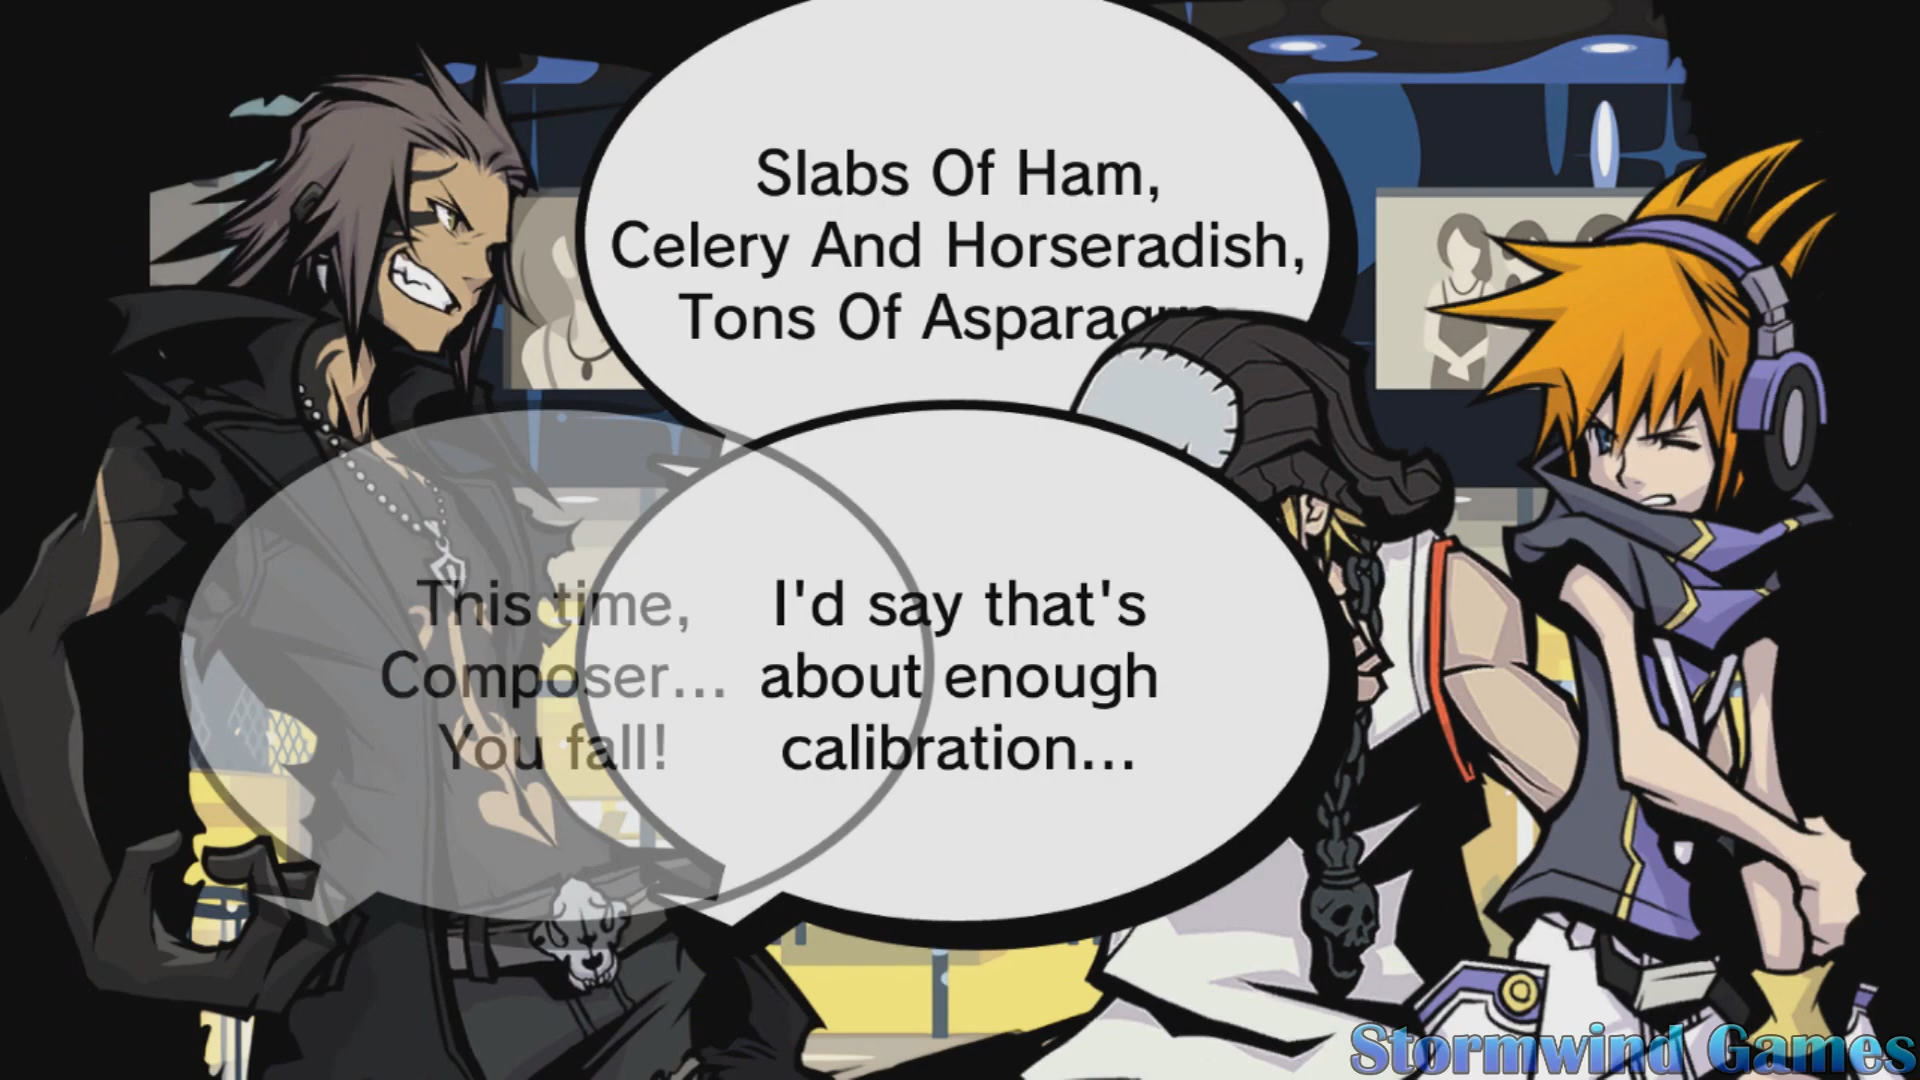 Slabs Of Ham,
Celery And Horseradish,
Tons Of
This time,
Composer...
You fall!
I'd say that's
about enough
calibration...
Stormwind Games